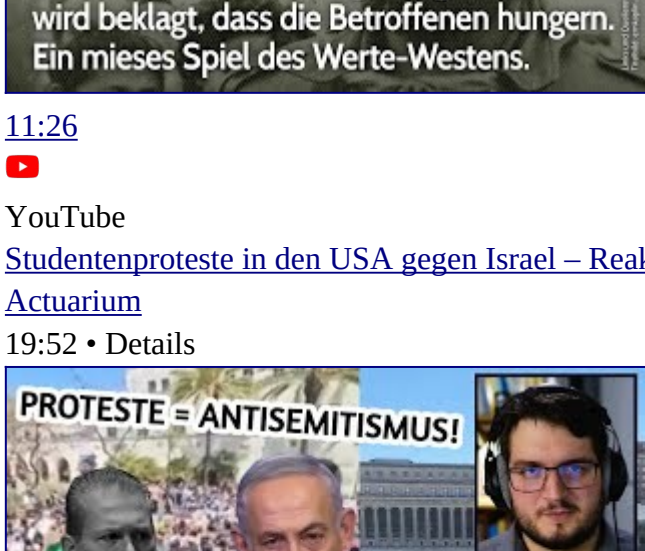 wird beklagt, dass die Betroffenen hungern.
Ein mieses Spiel des Werte-Westens.
11:26
YouTube
Studentenproteste in den USA gegen Israel – Reak
Actuarium
19:52 • Details
PROTESTE = ANTISEMITISMUS!